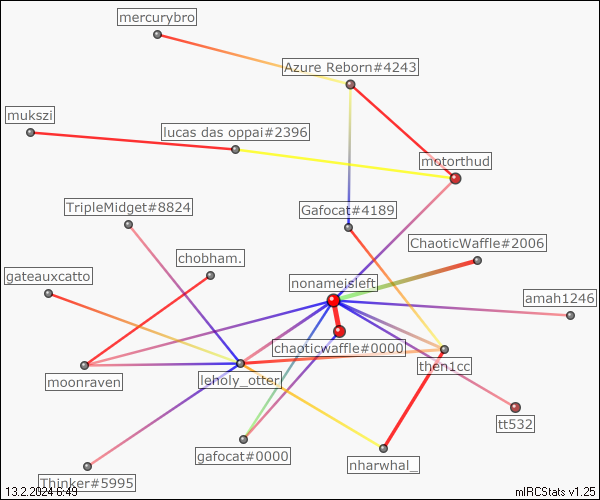 mercurybro
Azure Reborn#4243
mukszi
lucas das oppai#2396
motorthud
TripleMidget#8824
Gafocat#4189
ChaoticWaffle#2006
chobham.
gateauxcatto
nonameisleft
amah1246
chaoticwaffle#0000
then1cc
moonraven
leholy_otter
tt532
gafocat#0000
nharwhal_
Thinker#5995
13.2.2024 6:49
mIRCStats v1.25